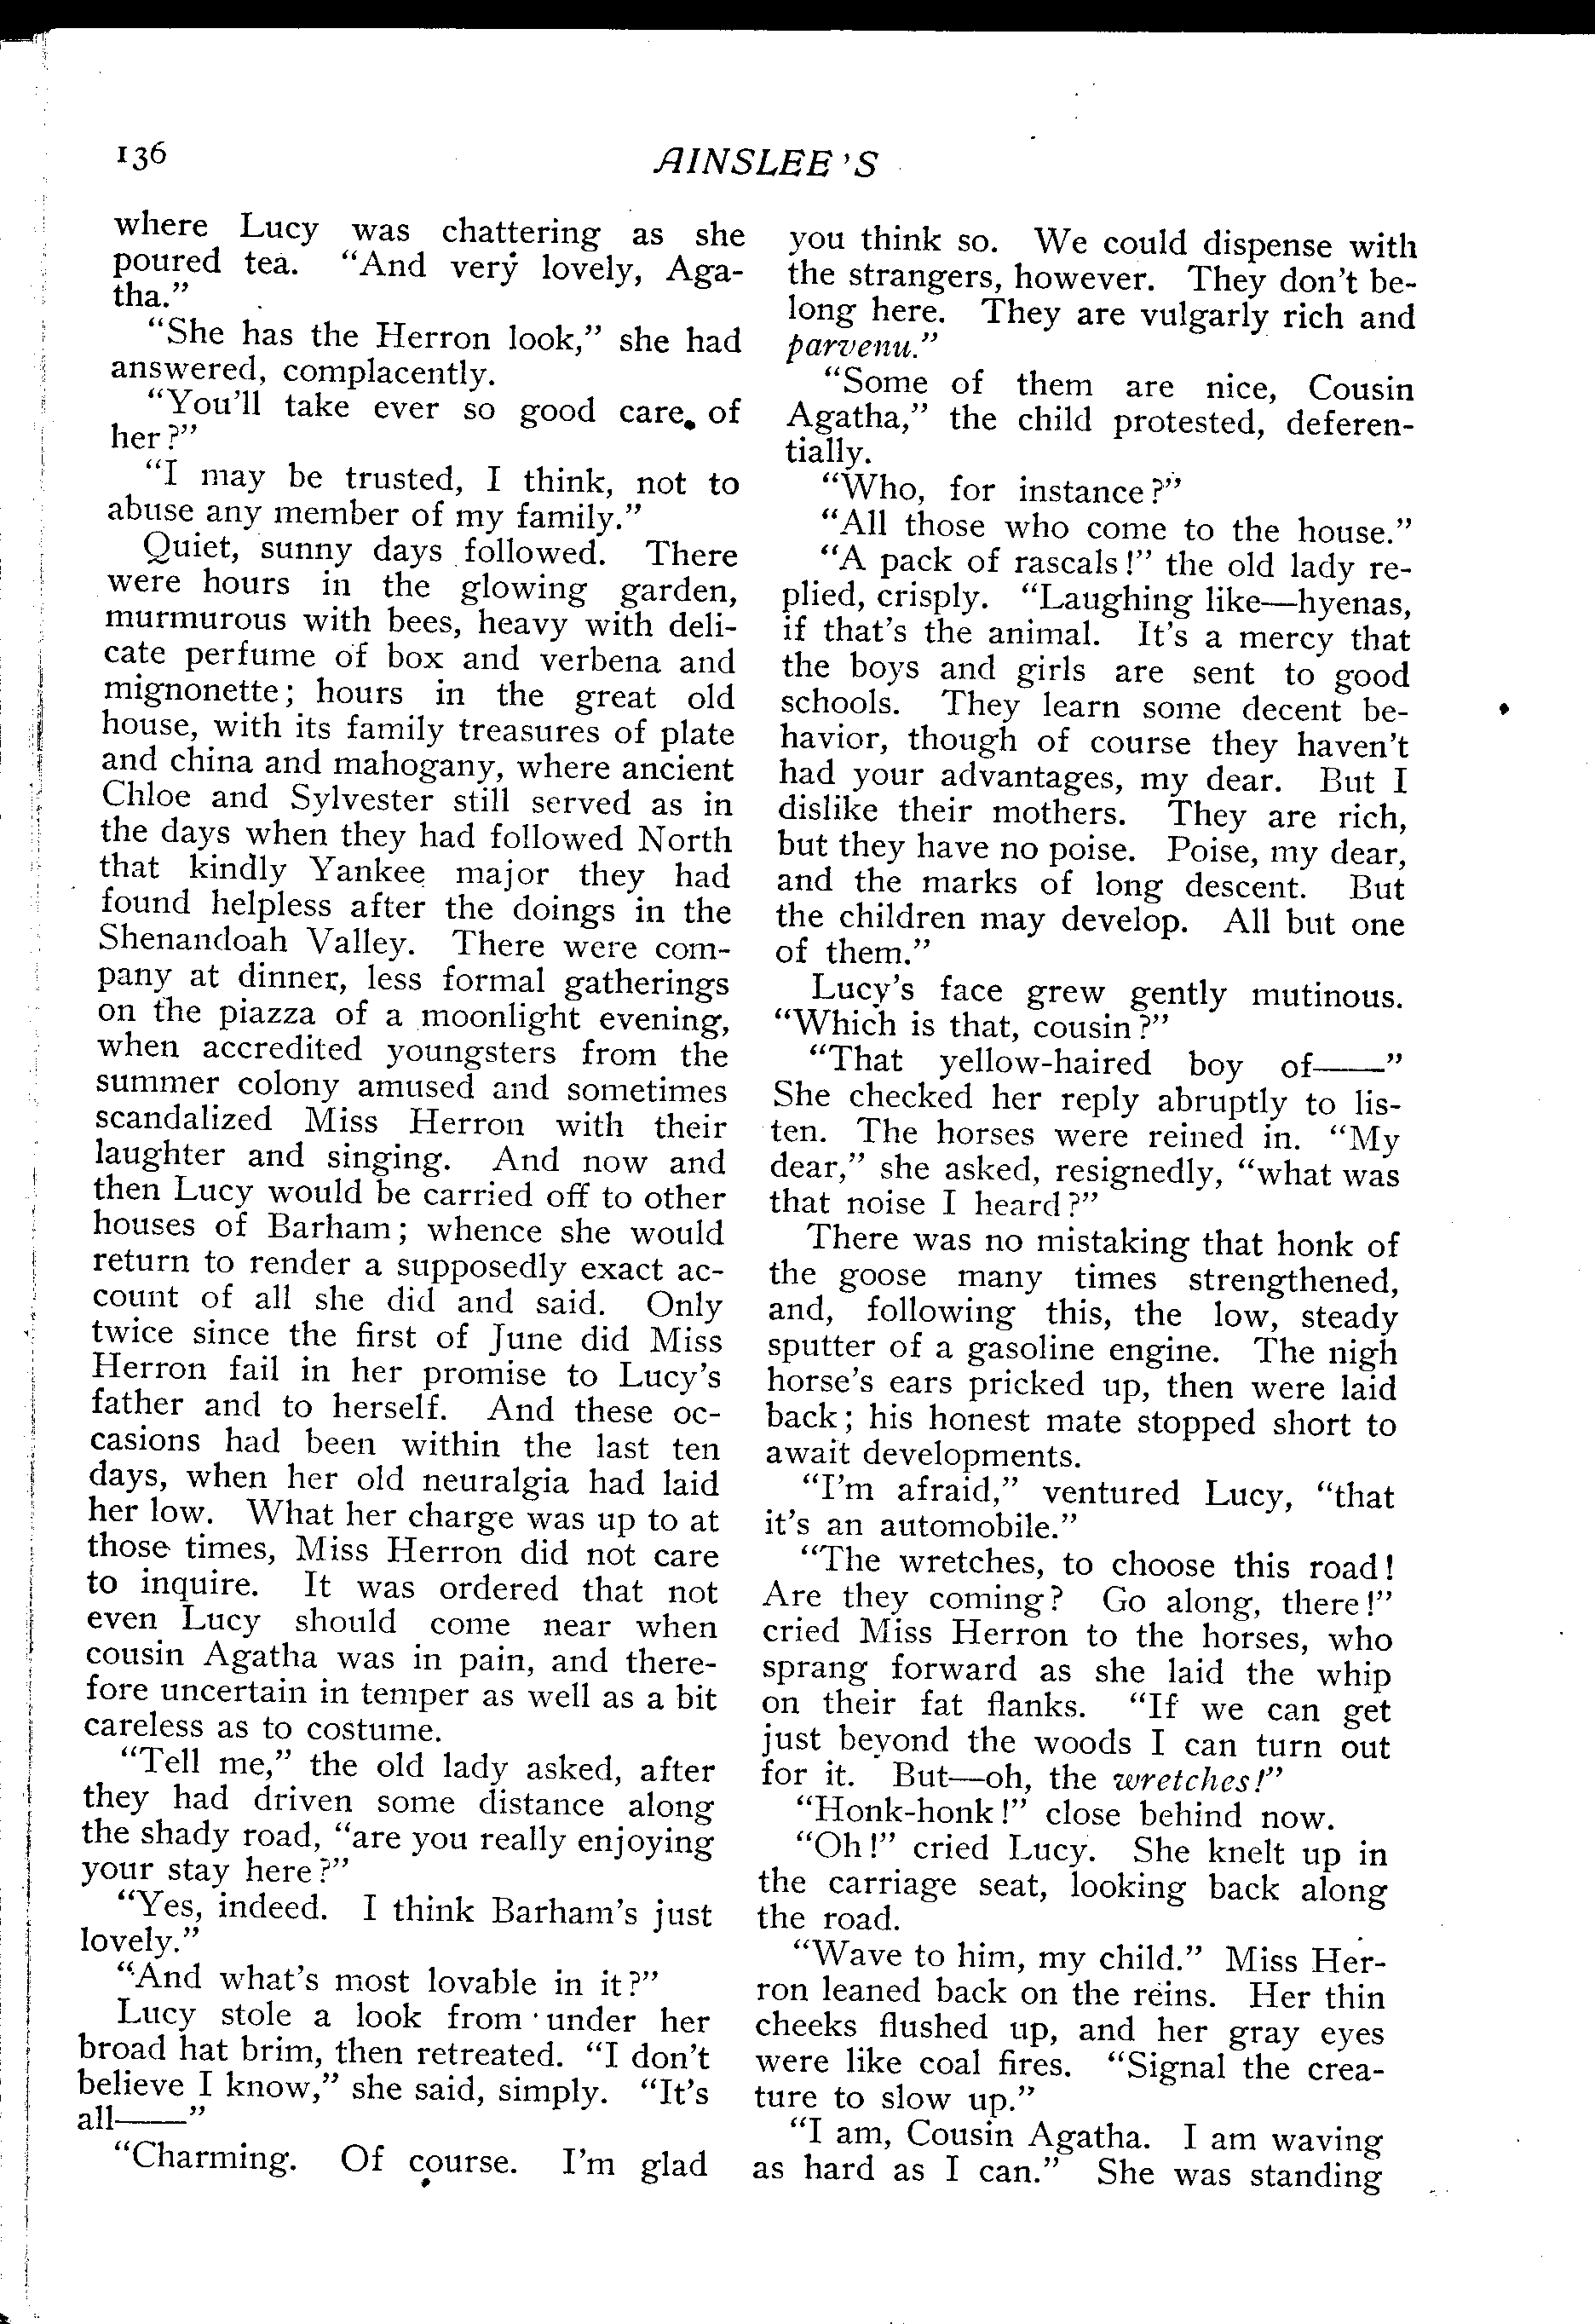 136
AINSLEE'S
where Lucy was chattering as she
poured tea. "And very lovely, Aga-
tha."
"She has the Herron look," she had
answered, complacently.
"You'll take ever so good care of
her?"
"I may be trusted, I think, not to
abuse any member of my family."
Quiet, sunny days followed. There
were hours in the glowing garden,
murmurous with bees, heavy with deli-
cate perfume of box and verbena and
mignonette; hours in the great old
house, with its family treasures of plate
and china and mahogany, where ancient
Chloe and Sylvester still served as in
the days when they had followed North
that kindly Yankee major they had
found helpless after the doings in the
Shenandoah Valley. There were com-
pany at dinner, less formal gatherings
on the piazza of a moonlight evening,
when accredited youngsters from the
summer colony amused and sometimes
scandalized Miss Herron with their
laughter and singing. And now and
then Lucy would be carried off to other
houses of Barham; whence she would
return to render a supposedly exact ac-
count of all she did and said. Only
twice since the first of June did Miss
Herron fail in her promise to Lucy's
father and to herself. And these oc-
casions had been within the last ten
days, when her old neuralgia had laid
her low. What her charge was up to at
those times, Miss Herron did not care
to inquire. It was ordered that not
even Lucy should come near when
cousin Agatha was in pain, and there-
fore uncertain in temper as well as a bit
careless as to costume.
"Tell me," the old lady asked, after
they had driven some distance along
the shady road, "are you really enjoying
your stay here?"
"Yes, indeed. I think Barham's just
lovely."
"And what's most lovable in it?"
Lucy stole a look from under her
broad hat brim, then retreated. "I don't
believe I know," she said, simply. "It's
all——"
"Charming. Of course. I'm glad
you think so. We could dispense with
the strangers, however. They don't be-
long here. They are vulgarly rich and
parvenu."
"Some of them are nice, Cousin
Agatha," the child protested, deferen-
tially.
"Who, for instance?"
"All those who come to the house."
"A pack of rascals!" the old lady re-
plied, crisply. "Laughing like—hyenas,
if that's the animal. It's a mercy that
the boys and girls are sent to good
schools. They learn some decent be-
havior, though of course they haven't
had your advantages, my dear. But I
dislike their mothers. They are rich,
but they have no poise. Poise, my dear,
and the marks of long descent. But
the children may develop. All but one
of them."
Lucy's face grew gently mutinous.
"Which is that, cousin?"
"That yellow-haired boy of——"
She checked her reply abruptly to lis-
ten. The horses were reined in. "My
dear," she asked, resignedly, "what was
that noise I heard?"
There was no mistaking that honk of
the goose many times strengthened,
and, following this, the low, steady
sputter of a gasoline engine. The nigh
horse's ears pricked up, then were laid
back; his honest mate stopped short to
await developments.
"I'm afraid," ventured Lucy, "that
it's an automobile."
"The wretches, to choose this road!
Are they coming? Go along, there!"
cried Miss Herron to the horses, who
sprang forward as she laid the whip
on their fat flanks. "If we can get
just beyond the woods I can turn out
for it. But—oh, the wretches!"
"Honk-honk!" close behind now.
"Oh!" cried Lucy. She knelt up in
the carriage seat, looking back along
the road.
"Wave to him, my child." Miss Her-
ron leaned back on the reins. Her thin
cheeks flushed up, and her gray eyes
were like coal fires. "Signal the crea-
ture to slow up."
"I am, Cousin Agatha. I am waving
as hard as I can." She was standing